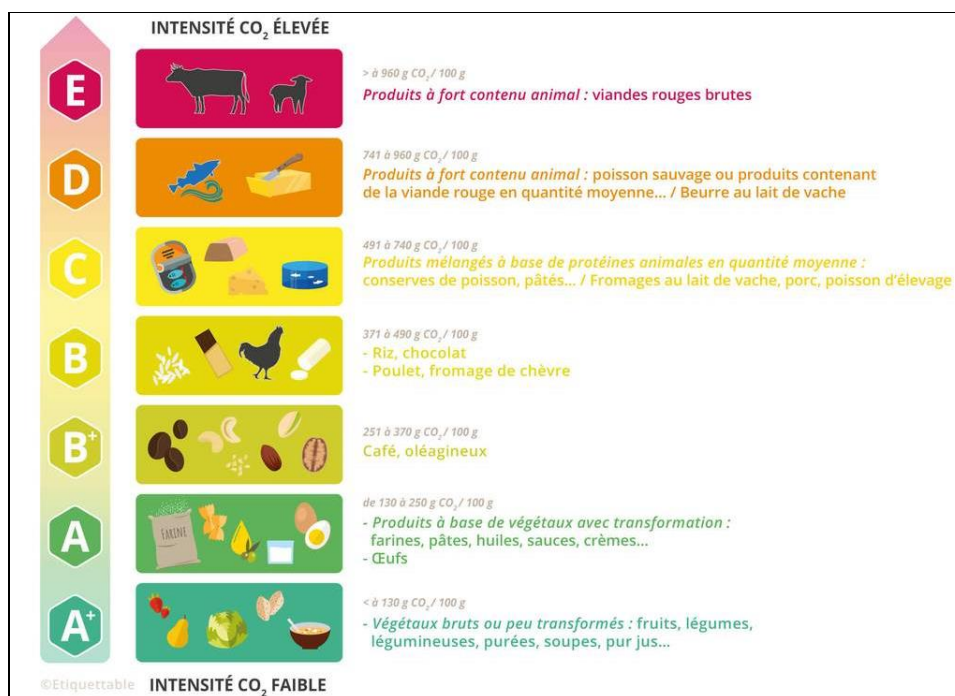 INTENSITÉ CO₂ ÉLEVÉE
E
> à 960 g CO₂ / 100 g
Produits à fort contenu animal : viandes rouges brutes
D
741 à 960 g CO₂ / 100 g
Produits à fort contenu animal : poisson sauvage ou produits contenant
de la viande rouge en quantité moyenne... / Beurre au lait de vache
C
491 à 740 g CO₂ / 100 g
Produits mélangés à base de protéines animales en quantité moyenne :
conserves de poisson, pâtés... / Fromages au lait de vache, porc, poisson d'élevage
B
371 à 490 g CO₂ / 100 g
- Riz, chocolat
- Poulet, fromage de chèvre
B⁺
251 à 370 g CO₂ / 100 g
Café, oléagineux
A
FARINE
de 130 à 250 g CO₂ / 100 g
- Produits à base de végétaux avec transformation :
farines, pâtes, huiles, sauces, crèmes...
- Œufs
A⁺
< à 130 g CO₂ / 100 g
- Végétaux bruts ou peu transformés : fruits, légumes,
légumineuses, purées, soupes, pur jus...
©Etiquettable
INTENSITÉ CO₂ FAIBLE